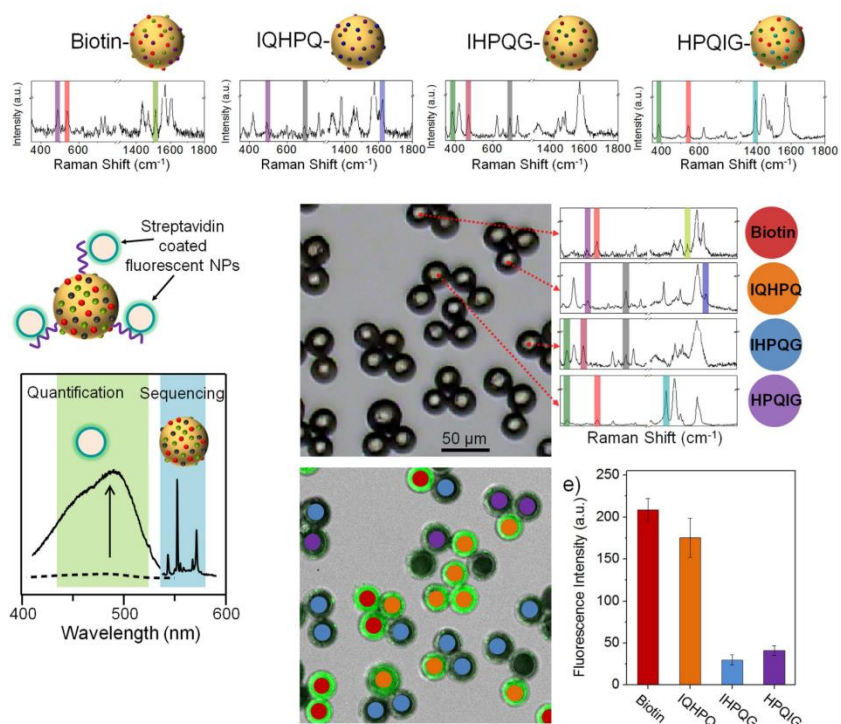 Biotin-
IQHPQ-
IHPQG-
HPQIG-
Intensity (a.u.)
400 600 1400 1600 1800
Raman Shift (cm-1)
Intensity (a.u.)
400 600 1400 1600 1800
Raman Shift (cm-1)
Intensity (a.u.)
400 600 1400 1600 1800
Raman Shift (cm-1)
Intensity (a.u.)
400 600 1400 1600 1800
Raman Shift (cm-1)
Streptavidin
coated
fluorescent NPs
Quantification
Sequencing
400 500 600
Wavelength (nm)
50 µm
Biotin
IQHPQ
IHPQG
HPQIG
Raman Shift (cm-1)
e)
Fluorescence Intensity (a.u.)
250
200
150
100
50
0
Biotin
IQHPQ
IHPQG
HPQIG